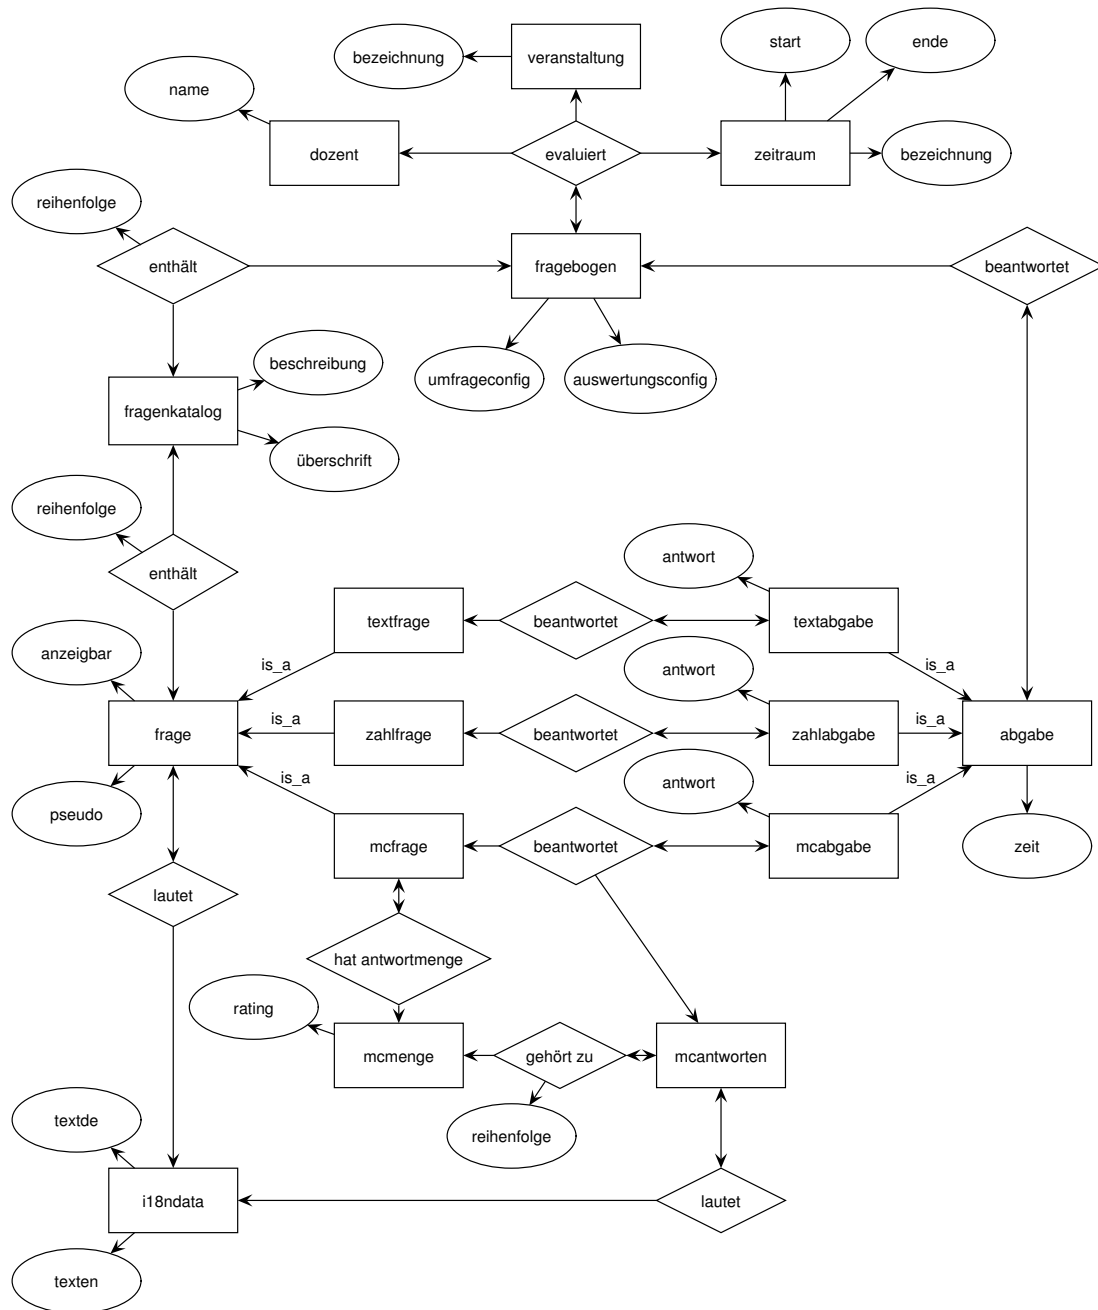 start
ende
bezeichnung
veranstaltung
name
dozent
evaluiert
zeitraum
bezeichnung
reihenfolge
enthält
fragebogen
beantwortet
beschreibung
umfrageconfig
auswertungsconfig
fragenkatalog
überschrift
reihenfolge
antwort
enthält
textfrage
beantwortet
textabgabe
anzeigbar
is_a
is_a
antwort
frage
is_a
zahlfrage
beantwortet
zahlabgabe
is_a
abgabe
is_a
is_a
antwort
pseudo
mcfrage
beantwortet
mcabgabe
zeit
lautet
hat antwortmenge
rating
mcmenge
gehört zu
mcantworten
textde
reihenfolge
i18ndata
lautet
texten